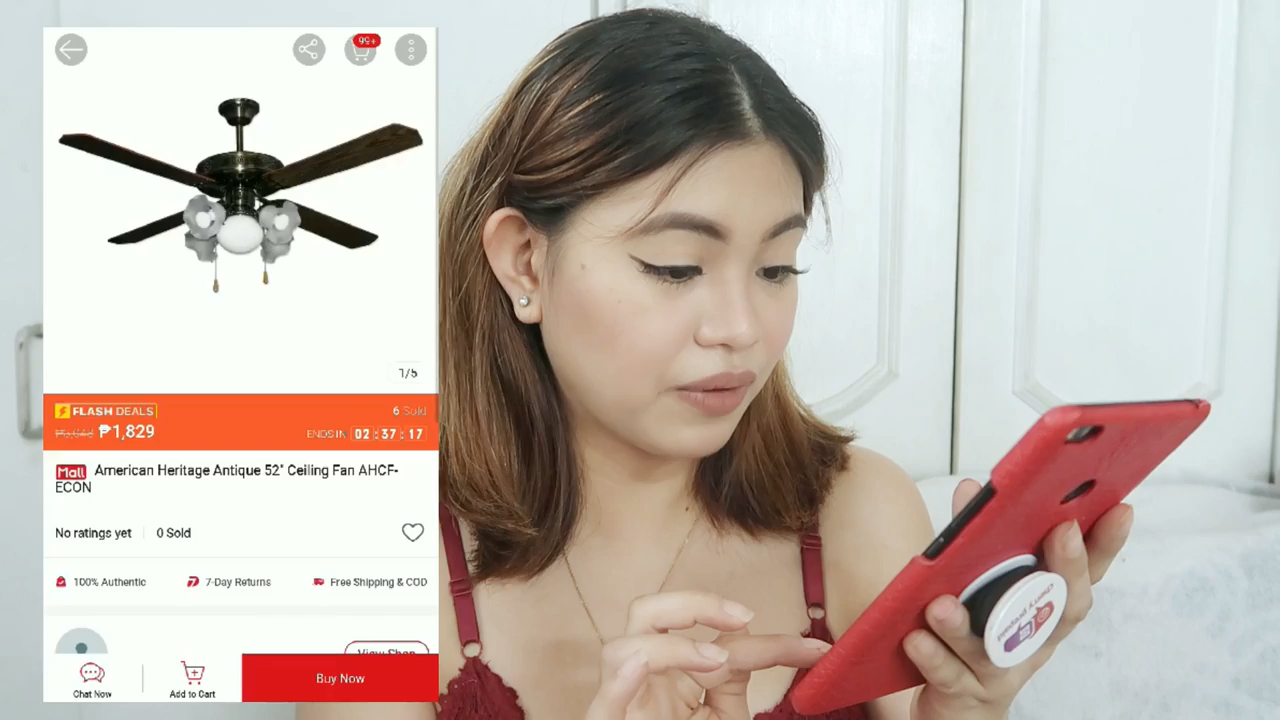 99+
1/5
FLASH DEALS
6 Sold
₱1,829
ENDS IN 02:37:17
Mall American Heritage Antique 52" Ceiling Fan AHCF-
ECON
No ratings yet
0 Sold
100% Authentic
7-Day Returns
Free Shipping & COD
View Shop
Chat Now
Add to Cart
Buy Now